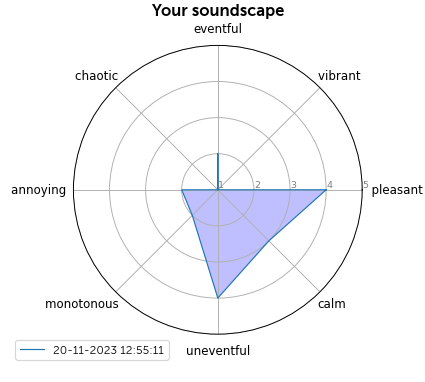 Your soundscape
eventful
chaotic
vibrant
annoying
1 2 3 4 5
pleasant
monotonous
calm
uneventful
20-11-2023 12:55:11